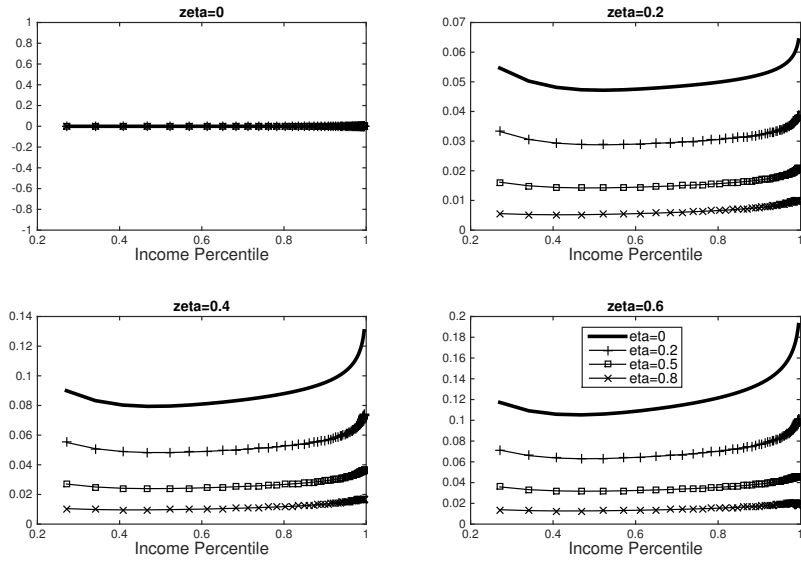 zeta=0
1
0.8
0.6
0.4
0.2
0
-0.2
-0.4
-0.6
-0.8
-1
0.2 0.4 0.6 0.8 1
Income Percentile
zeta=0.2
0.07
0.06
0.05
0.04
0.03
0.02
0.01
0
0.2 0.4 0.6 0.8 1
Income Percentile
zeta=0.4
0.14
0.12
0.1
0.08
0.06
0.04
0.02
0
0.2 0.4 0.6 0.8 1
Income Percentile
zeta=0.6
0.2
0.18
0.16
0.14
0.12
0.1
0.08
0.06
0.04
0.02
0
eta=0
eta=0.2
eta=0.5
eta=0.8
0.2 0.4 0.6 0.8 1
Income Percentile